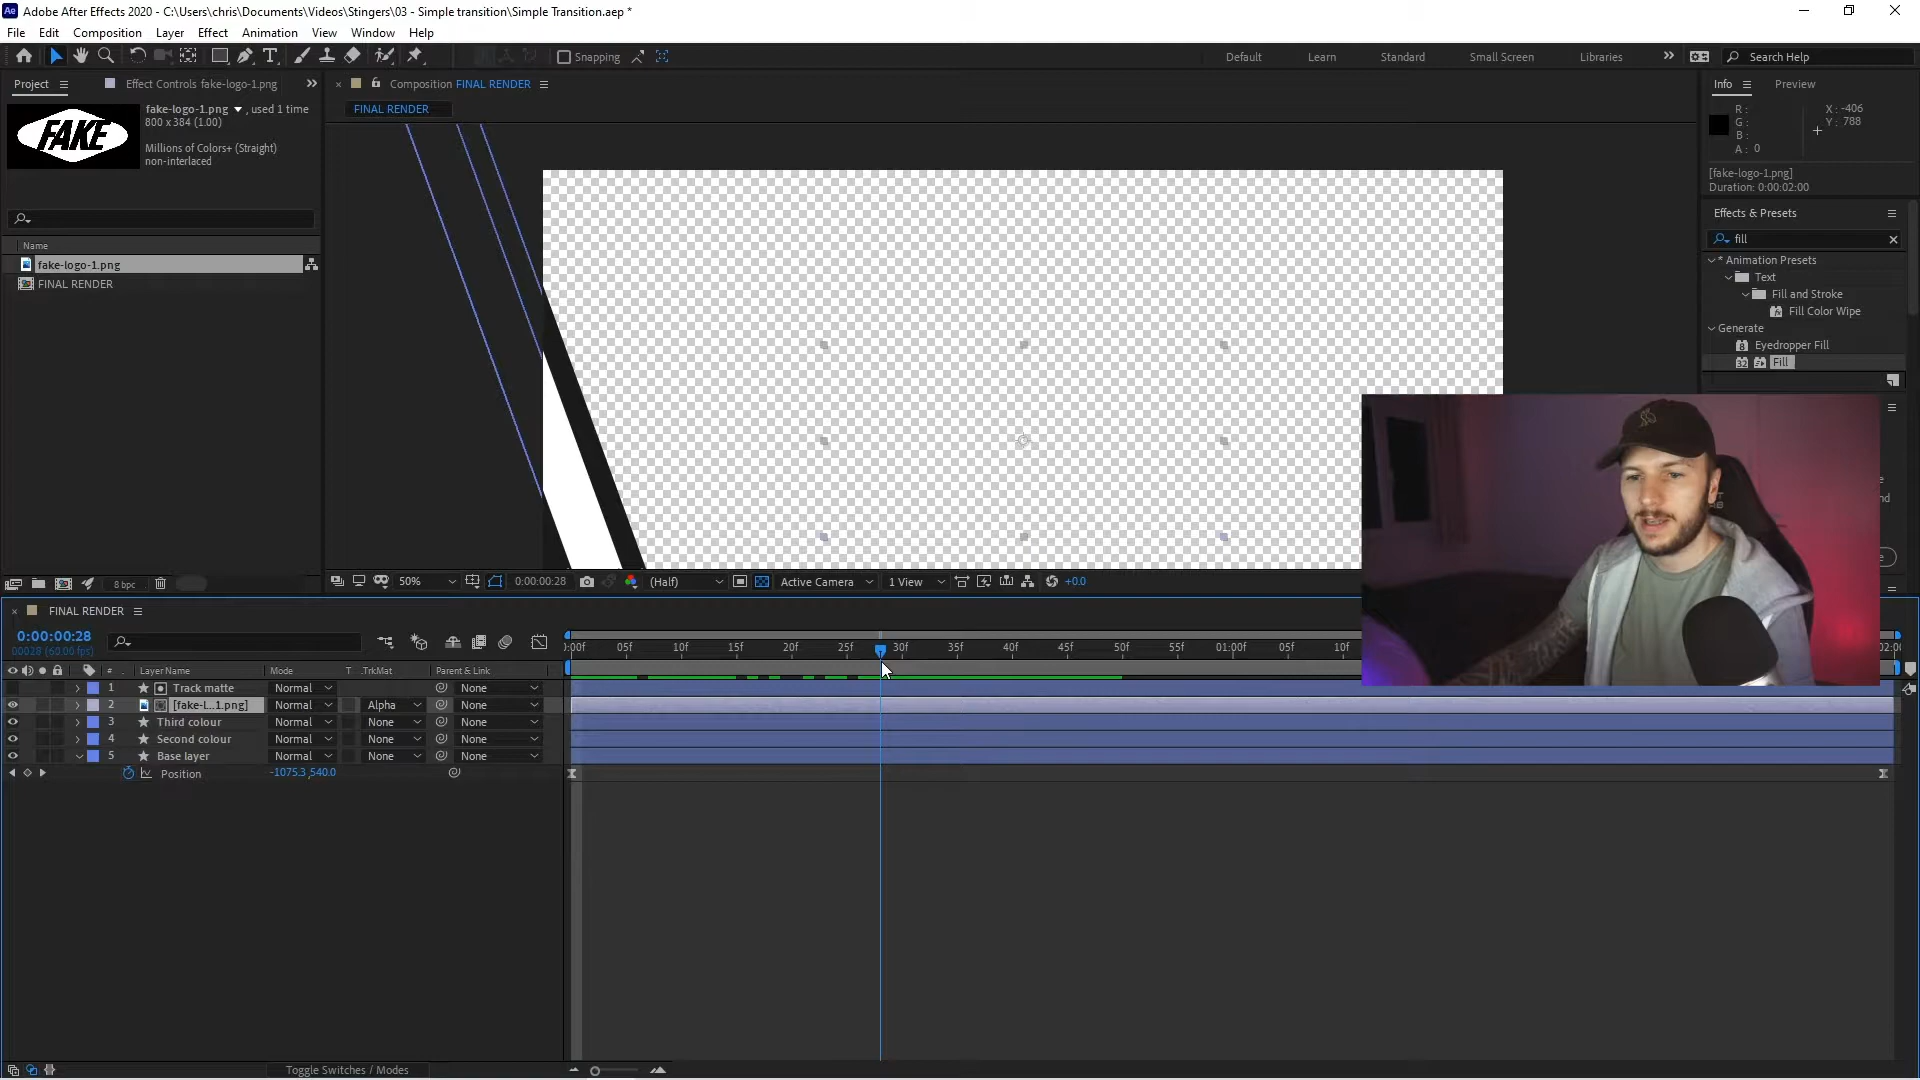 Adobe After Effects 2020 - C:\Users\chris\Documents\Videos\Stingers\03 - Simple transition\Simple Transition.aep *
File Edit Composition Layer Effect Animation View Window Help
Snapping Default Learn Standard Small Screen Libraries Search Help
Project Effect Controls fake-logo-1.png
Composition FINAL RENDER
Info Preview
FAKE
fake-logo-1.png , used 1 time
800 x 384 (1.00)
Millions of Colors+ (Straight)
non-interlaced
FINAL RENDER
R :
G :
B :
A : 0
X : -406
Y : 788
[fake-logo-1.png]
Duration: 0:00:02:00
Effects & Presets
fill
* Animation Presets
Text
Fill and Stroke
Fill Color Wipe
Generate
Eyedropper Fill
32 Fill
Name
fake-logo-1.png
FINAL RENDER
8 bpc
50% 0:00:00:28 (Half) Active Camera 1 View +0.0
FINAL RENDER
0:00:00:28
00028 (60.00 fps)
:00f 05f 10f 15f 20f 25f 30f 35f 40f 45f 50f 55f 01:00f 05f 10f
# Layer Name Mode T .TrkMat Parent & Link
1 Track matte Normal None
2 [fake-l...1.png] Normal Alpha None
3 Third colour Normal None None
4 Second colour Normal None None
5 Base layer Normal None None
Position -1075.3,540.0
Toggle Switches / Modes